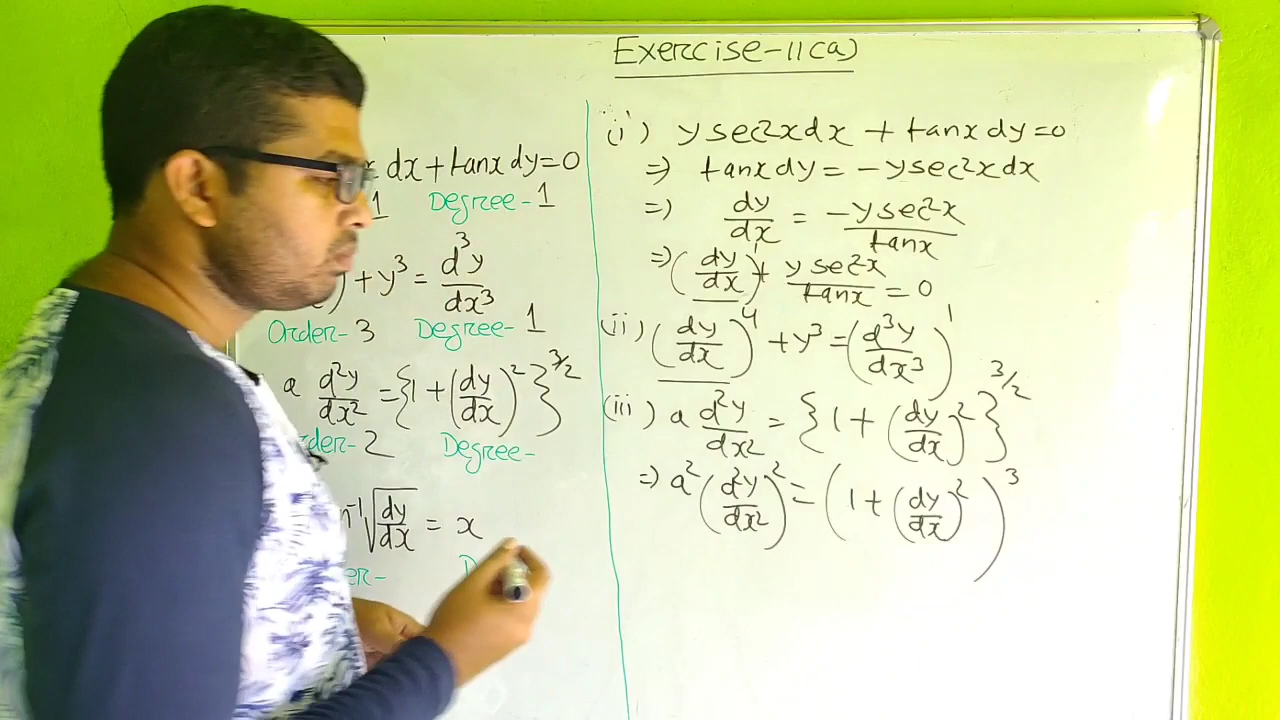 Exercise-11(a)
x dx + tanx dy = 0
1 Degree - 1
) + y³ = d³y/dx³
Order - 3 Degree - 1
a d²y/dx² = {1 + (dy/dx)²}^3/2
der - 2 Degree -
n⁻¹√(dy/dx) = x
er - D
(i) y sec²x dx + tanx dy = 0
⇒) tanx dy = - y sec²x dx
⇒) dy/dx = -y sec²x/tanx
⇒) (dy/dx)¹ + y sec²x/tanx = 0
(ii) (dy/dx)⁴ + y³ = (d³y/dx³)¹
(iii) a d²y/dx² = {1 + (dy/dx)²}^3/2
⇒) a² (d²y/dx²)² = (1 + (dy/dx)²)³